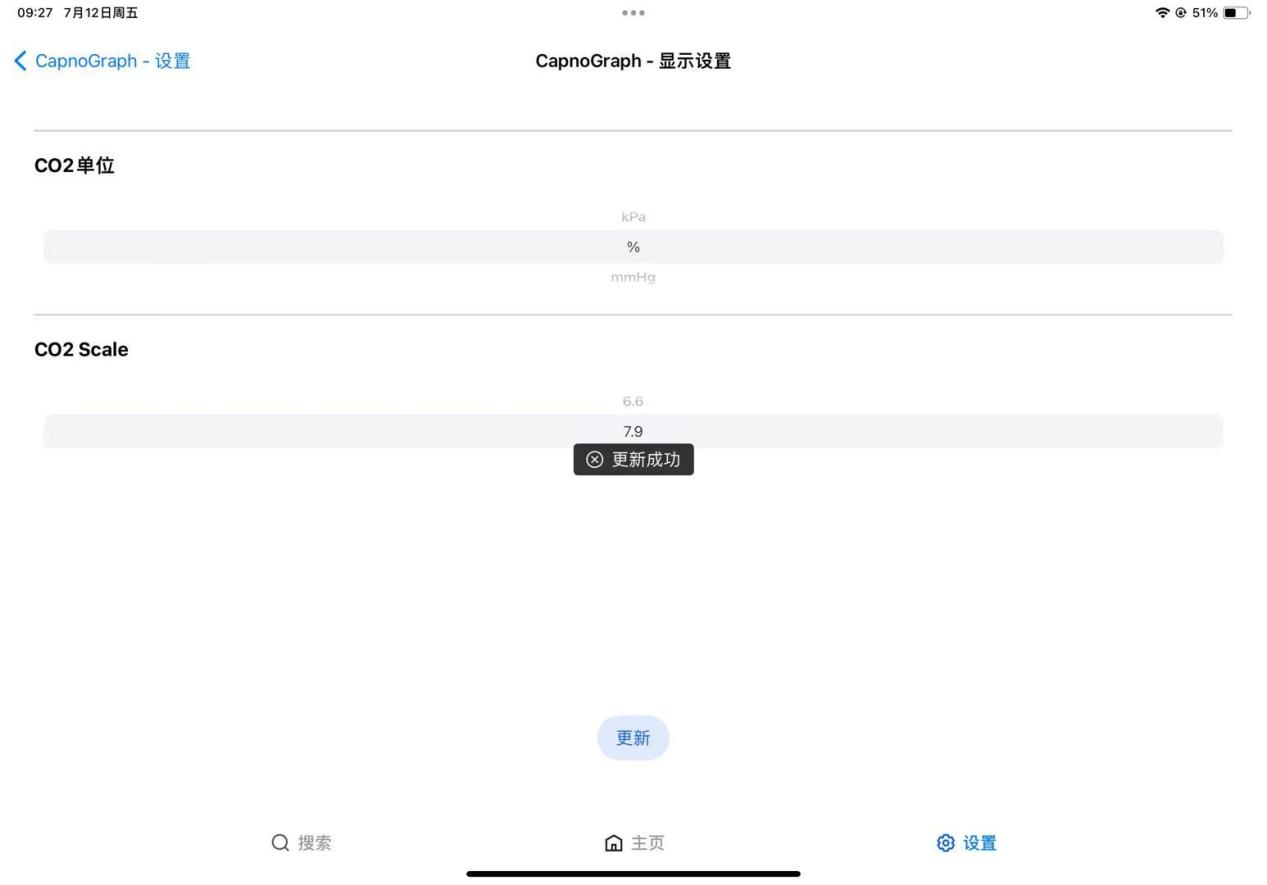 09:27 7月12日周五
51%
CapnoGraph - 设置
CapnoGraph - 显示设置
CO2单位
kPa
%
mmHg
CO2 Scale
6.6
7.9
更新成功
更新
搜索
主页
设置